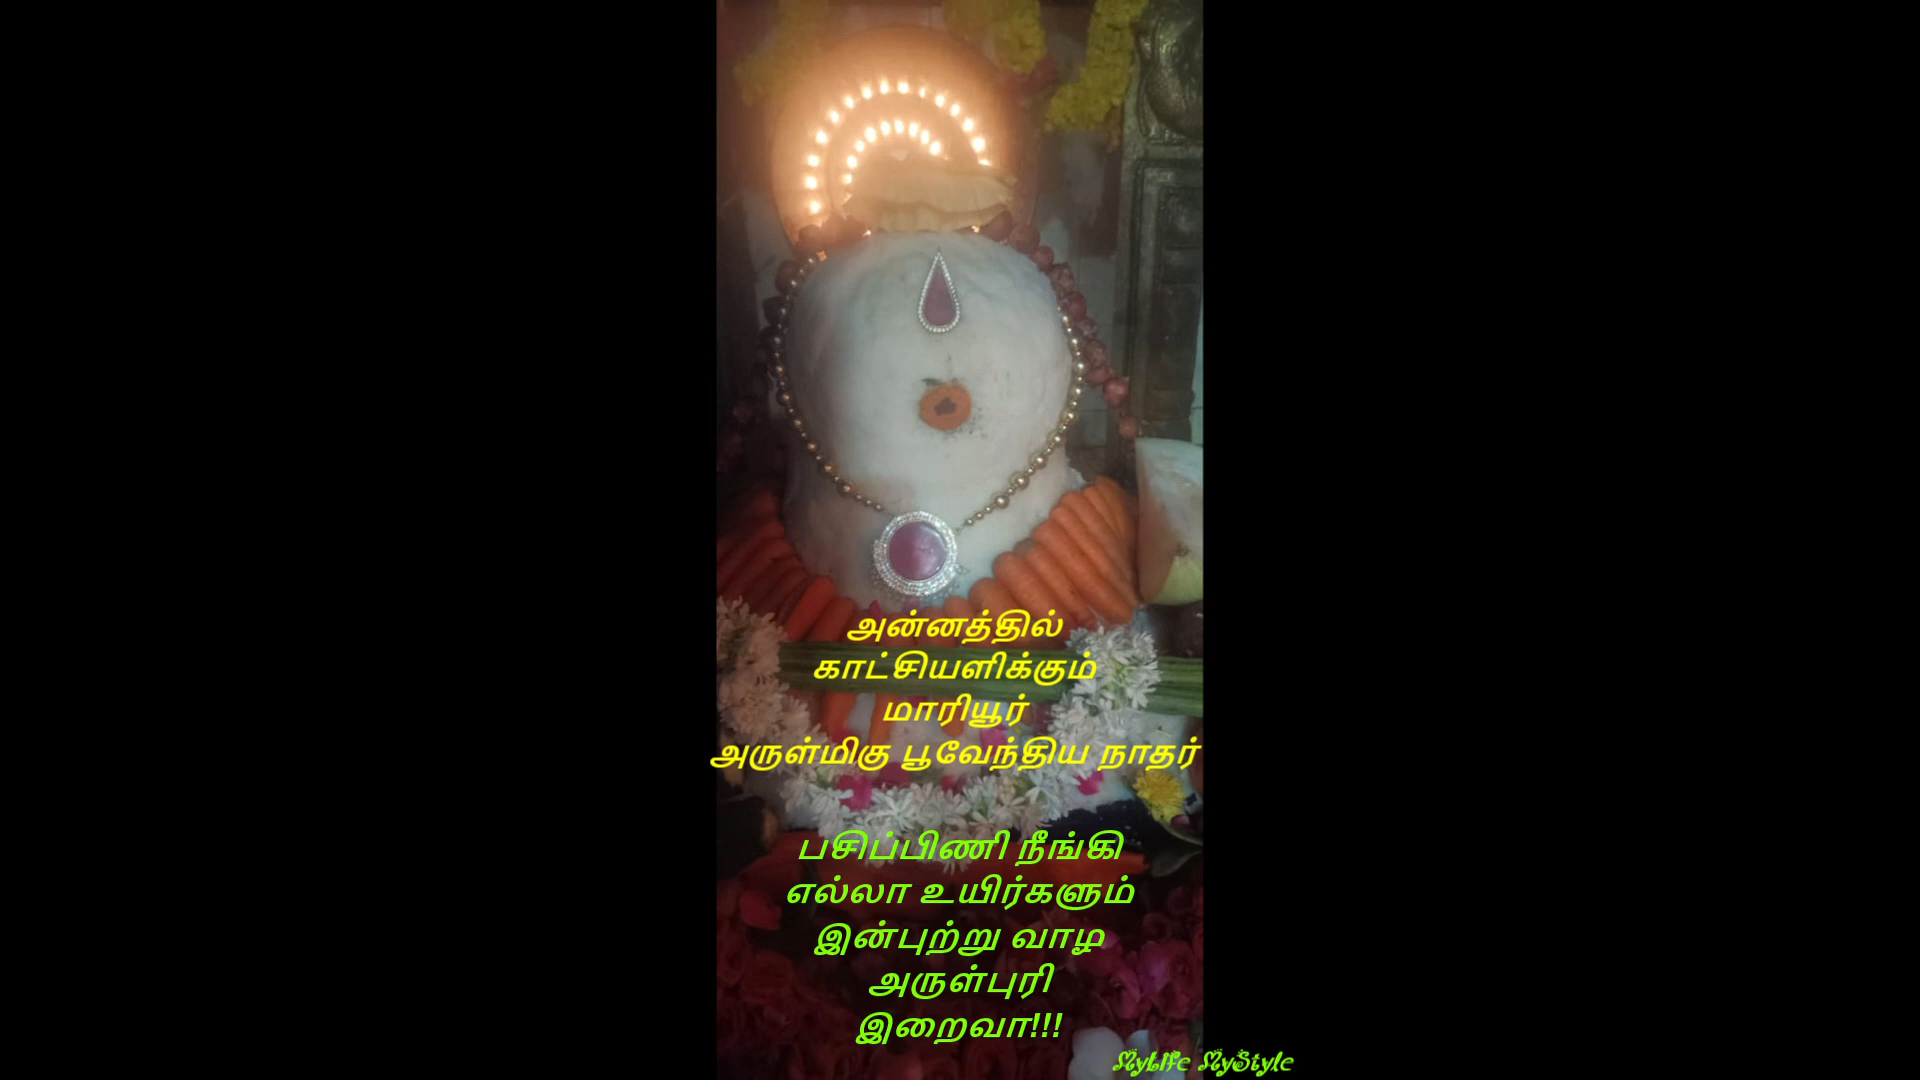 அன்னத்தில்
காட்சியளிக்கும்
மாரியூர்
அருள்மிகு பூவேந்திய நாதர்
பசிப்பிணி நீங்கி
எல்லா உயிர்களும்
இன்புற்று வாழ
அருள்புரி
இறைவா!!!
MyLife MyStyle